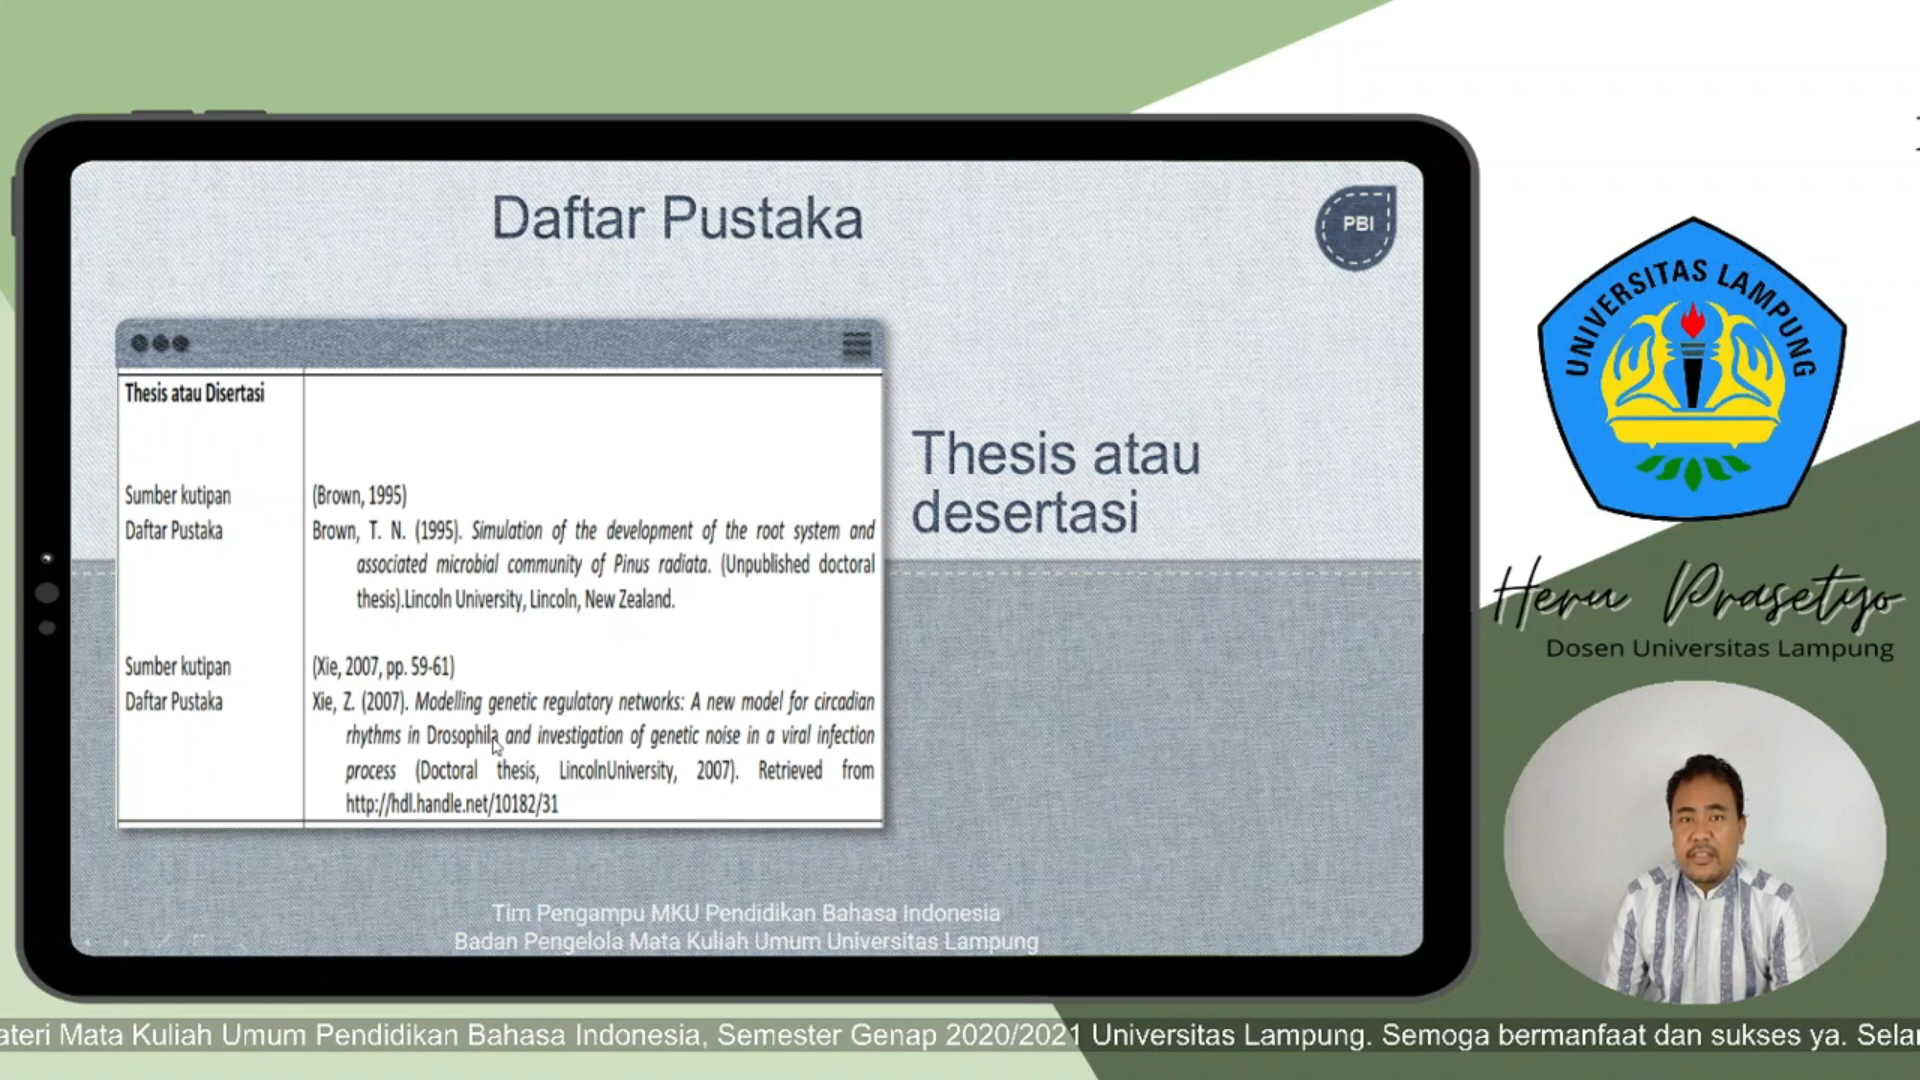 Daftar Pustaka
PBI
Thesis atau Disertasi
Sumber kutipan (Brown, 1995)
Daftar Pustaka Brown, T. N. (1995). Simulation of the development of the root system and
associated microbial community of Pinus radiata. (Unpublished doctoral
thesis).Lincoln University, Lincoln, New Zealand.
Sumber kutipan (Xie, 2007, pp. 59-61)
Daftar Pustaka Xie, Z. (2007). Modelling genetic regulatory networks: A new model for circadian
rhythms in Drosophila and investigation of genetic noise in a viral infection
process (Doctoral thesis, LincolnUniversity, 2007). Retrieved from
http://hdl.handle.net/10182/31
Thesis atau
desertasi
Tim Pengampu MKU Pendidikan Bahasa Indonesia
Badan Pengelola Mata Kuliah Umum Universitas Lampung
UNIVERSITAS LAMPUNG
Heru Prasetyo
Dosen Universitas Lampung
Mata Kuliah Umum Pendidikan Bahasa Indonesia, Semester Genap 2020/2021 Universitas Lampung. Semoga bermanfaat dan sukses ya.